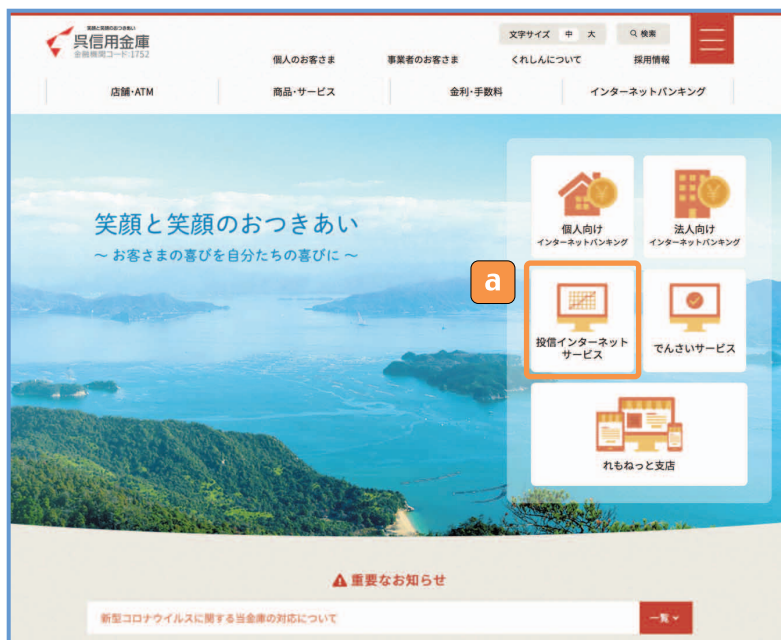 笑顔と笑顔のおつきあい
呉信用金庫
金融機関コード:1752
文字サイズ 中 大
検索
個人のお客さま
事業者のお客さま
くれしんについて
採用情報
店舗・ATM
商品・サービス
金利・手数料
インターネットバンキング
笑顔と笑顔のおつきあい
～ お客さまの喜びを自分たちの喜びに ～
個人向け
インターネットバンキング
法人向け
インターネットバンキング
a
投信インターネット
サービス
でんさいサービス
れもねっと支店
重要なお知らせ
新型コロナウイルスに関する当金庫の対応について
一覧